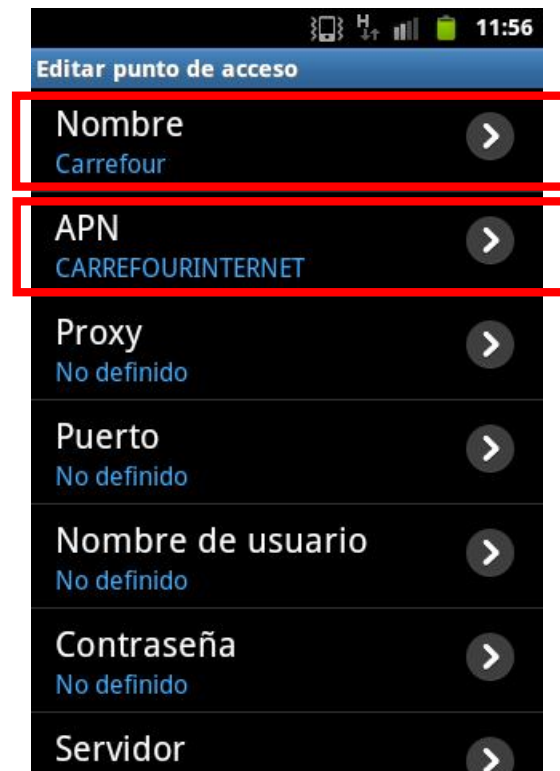 H 11:56
Editar punto de acceso
Nombre
Carrefour
APN
CARREFOURINTERNET
Proxy
No definido
Puerto
No definido
Nombre de usuario
No definido
Contraseña
No definido
Servidor